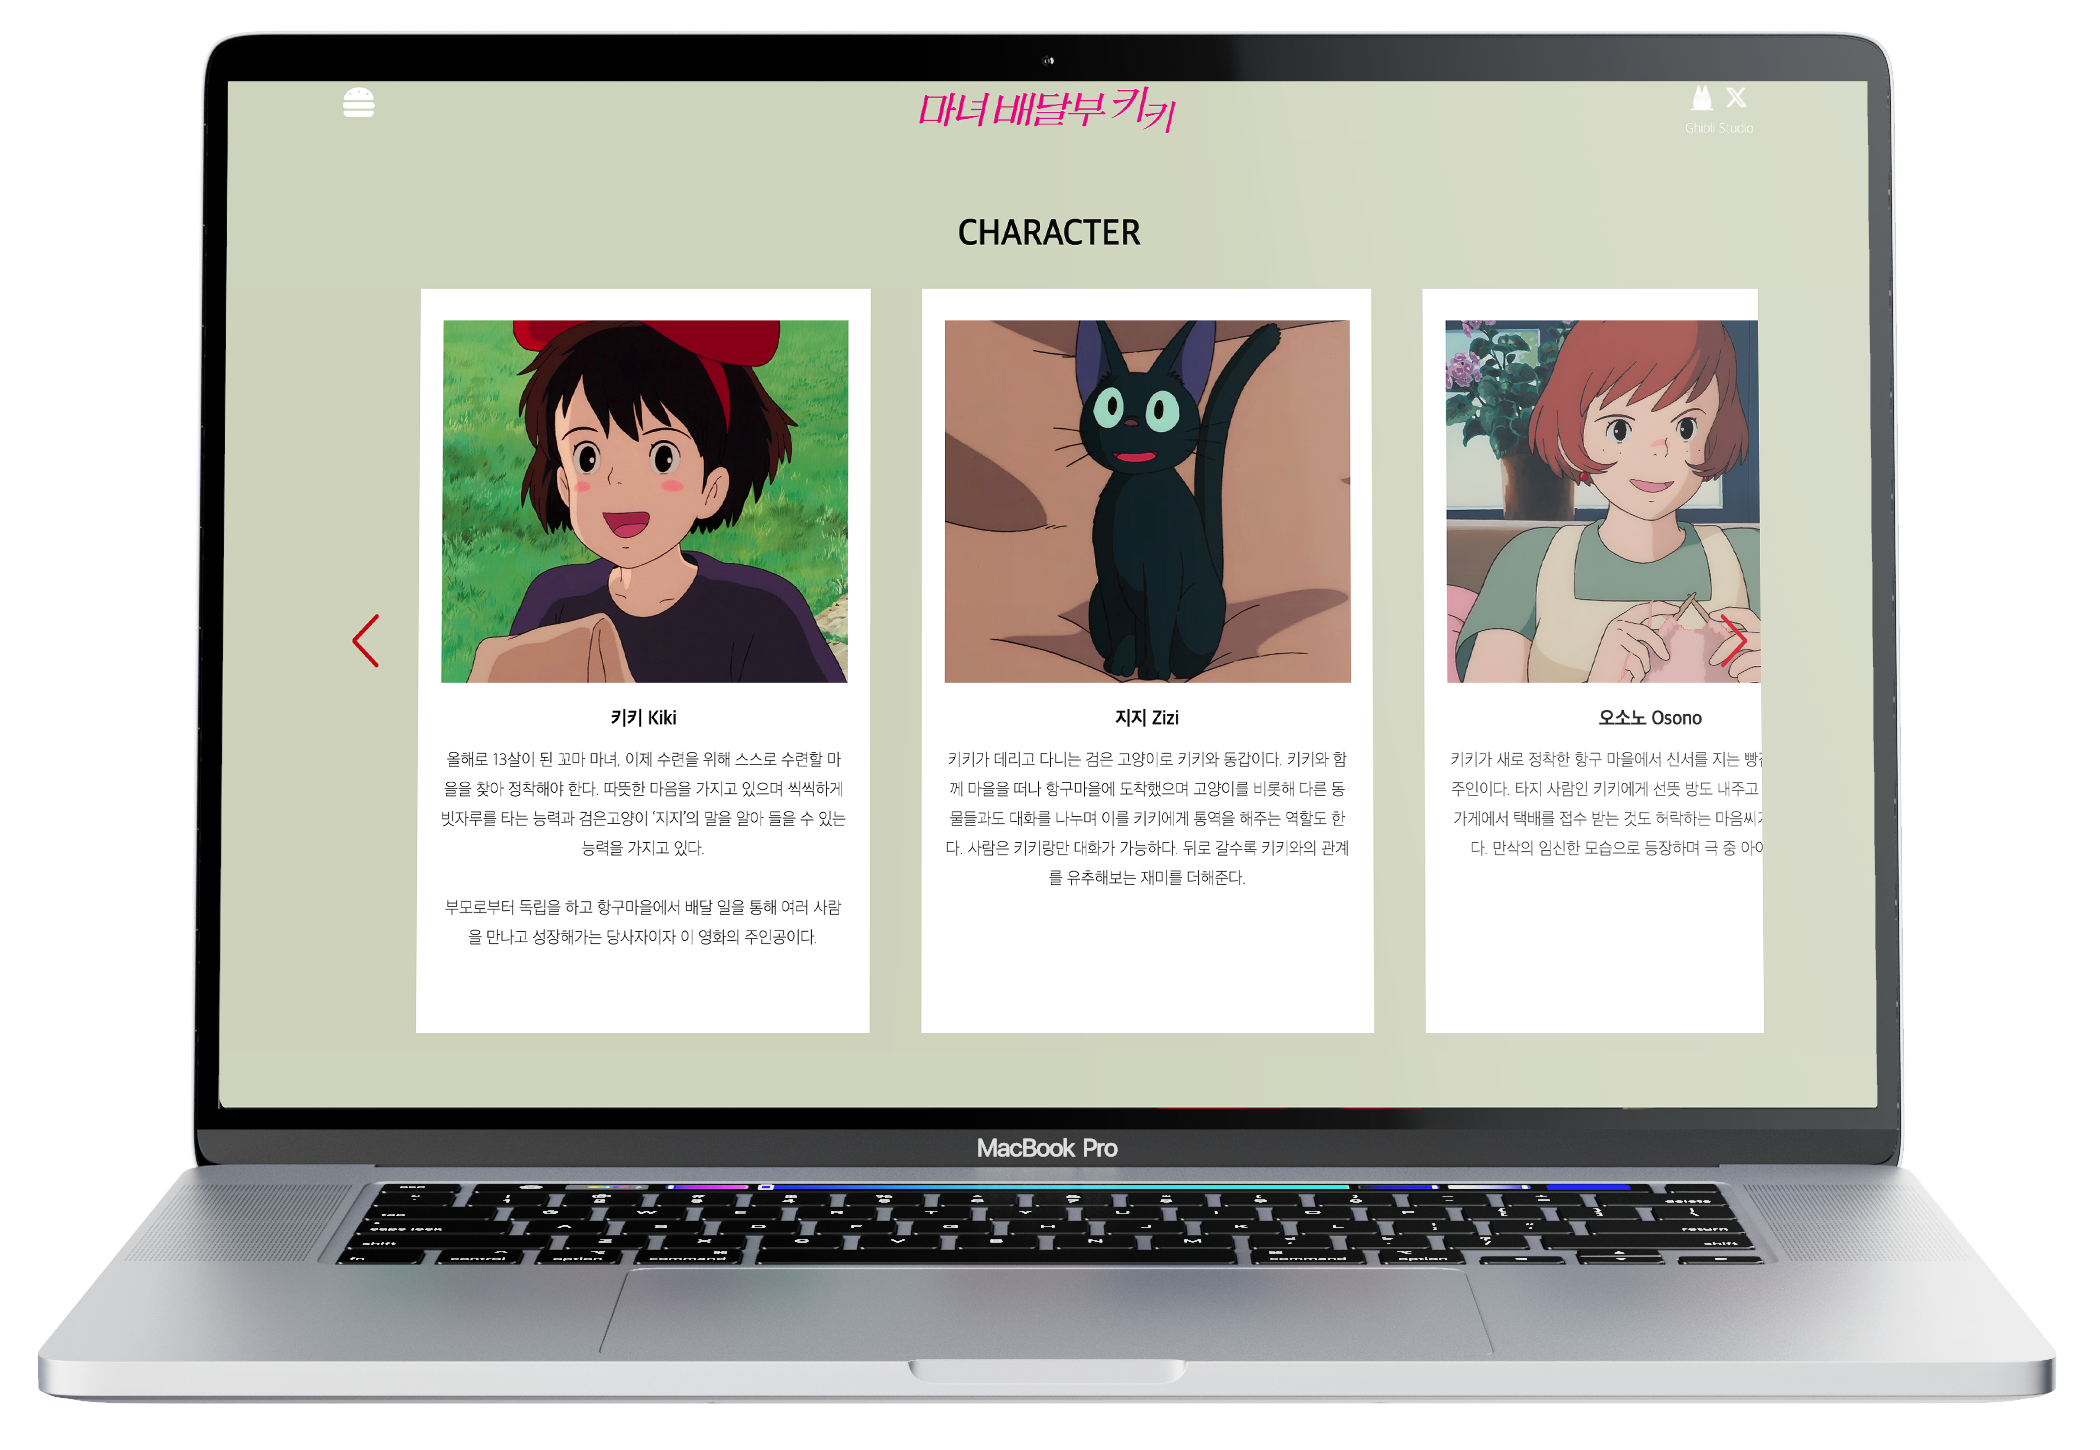 마녀 배달부 키키
Ghibli Studio
CHARACTER
키키 Kiki
올해로 13살이 된 꼬마 마녀, 이제 수련을 위해 스스로 수련할 마
을을 찾아 정착해야 한다. 따뜻한 마음을 가지고 있으며 씩씩하게
빗자루를 타는 능력과 검은고양이 ‘지지’의 말을 알아 들을 수 있는
능력을 가지고 있다.
부모로부터 독립을 하고 항구마을에서 배달 일을 통해 여러 사람
을 만나고 성장해가는 당사자이자 이 영화의 주인공이다.
지지 Zizi
키키가 데리고 다니는 검은 고양이로 키키와 동갑이다. 키키와 함
께 마을을 떠나 항구마을에 도착했으며 고양이를 비롯해 다른 동
물들과도 대화를 나누며 이를 키키에게 통역을 해주는 역할도 한
다. 사람은 키키랑만 대화가 가능하다. 뒤로 갈수록 키키와의 관계
를 유추해보는 재미를 더해준다.
오소노 Osono
키키가 새로 정착한 항구 마을에서 신서를 지는
주인이다. 타지 사람인 키키에게 선뜻 방도 내주고
가게에서 택배를 접수 받는 것도 허락하는
다. 만삭의 임신한 모습으로 등장하며 극 중
MacBook Pro
delete
tab
Q W E R T Y U I O P
caps lock A S D F G H J K L return
shift Z X C V B N M shift
fn control option command command option